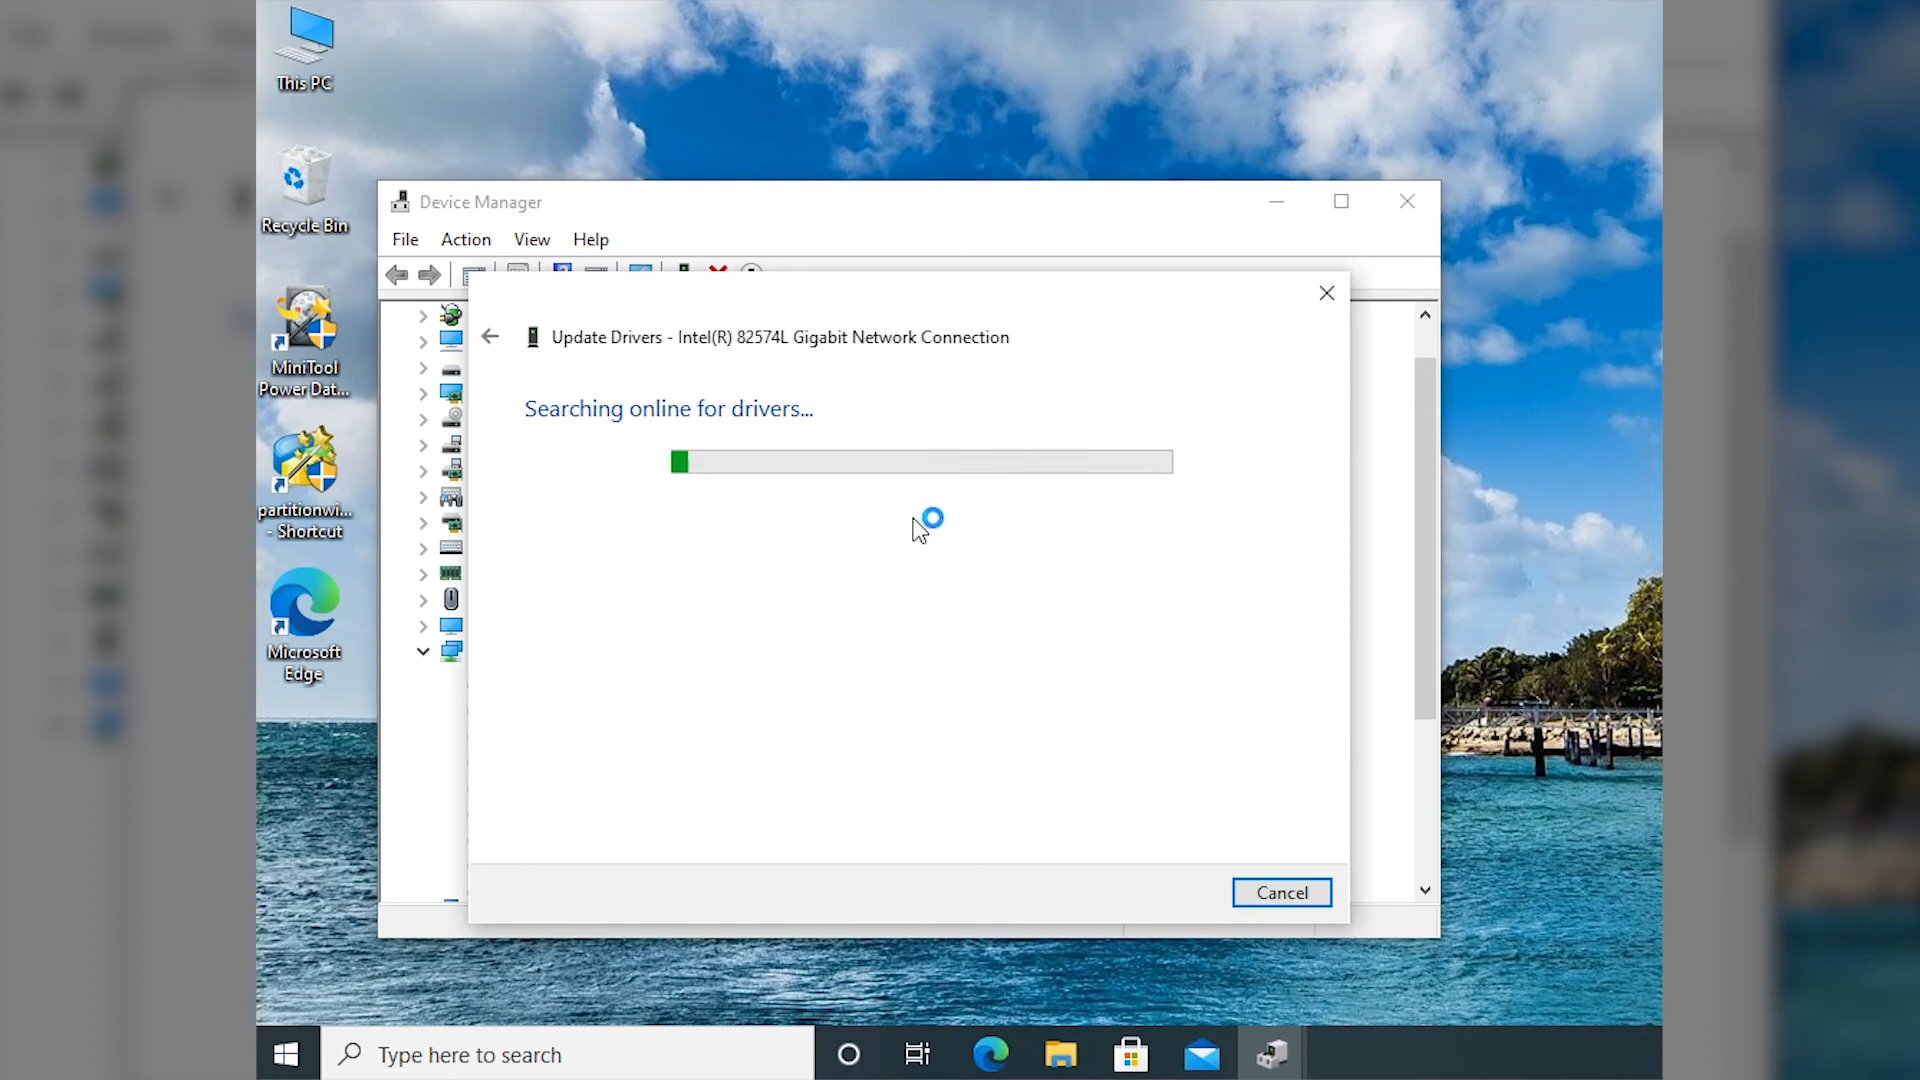 This PC
Recycle Bin
MiniTool
Power Dat...
partitionwi...
- Shortcut
Microsoft
Edge
Device Manager
File Action View Help
Update Drivers - Intel(R) 82574L Gigabit Network Connection
Searching online for drivers...
Cancel
Type here to search